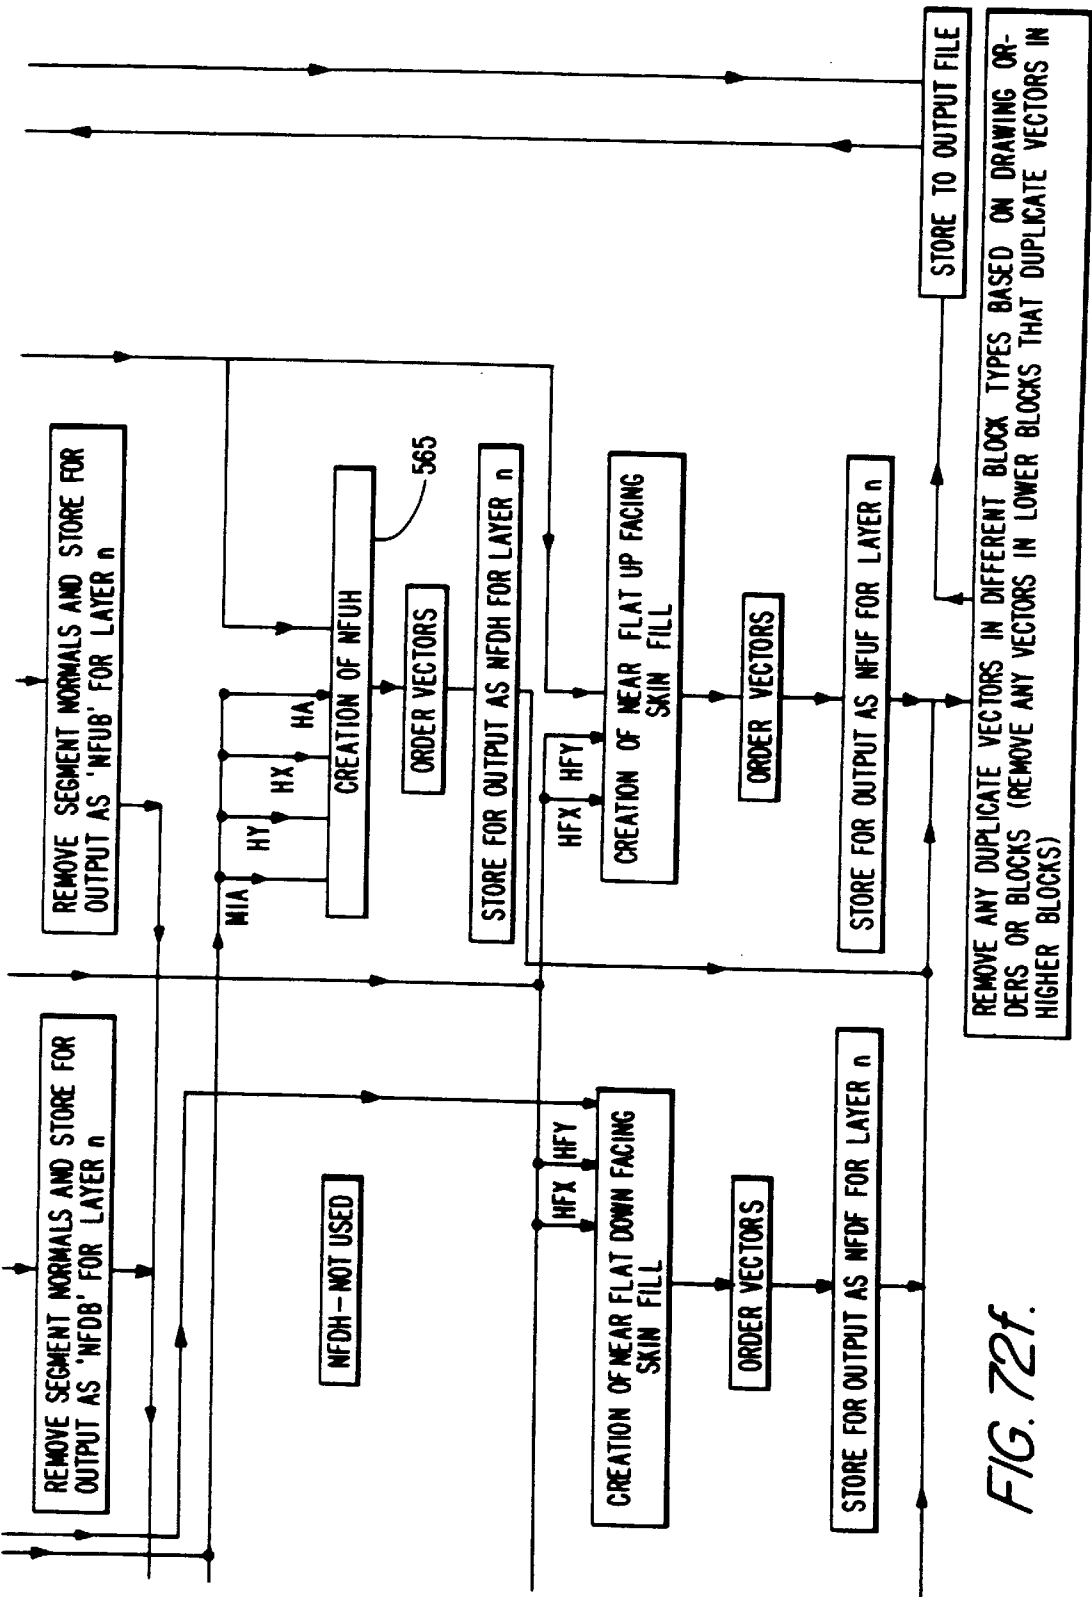 REMOVE SEGMENT NORMALS AND STORE FOR
OUTPUT AS 'NFDB' FOR LAYER n
REMOVE SEGMENT NORMALS AND STORE FOR
OUTPUT AS 'NFUB' FOR LAYER n
NFDH-NOT USED
MIA
HY
HX
HA
CREATION OF NFUH
565
ORDER VECTORS
STORE FOR OUTPUT AS NFDH FOR LAYER n
HFX
HFY
CREATION OF NEAR FLAT DOWN FACING
SKIN FILL
HFX
HFY
CREATION OF NEAR FLAT UP FACING
SKIN FILL
ORDER VECTORS
ORDER VECTORS
STORE FOR OUTPUT AS NFDF FOR LAYER n
STORE FOR OUTPUT AS NFUF FOR LAYER n
STORE TO OUTPUT FILE
REMOVE ANY DUPLICATE VECTORS IN DIFFERENT BLOCK TYPES BASED ON DRAWING OR-
DERS OR BLOCKS (REMOVE ANY VECTORS IN LOWER BLOCKS THAT DUPLICATE VECTORS IN
HIGHER BLOCKS)
FIG. 72f.